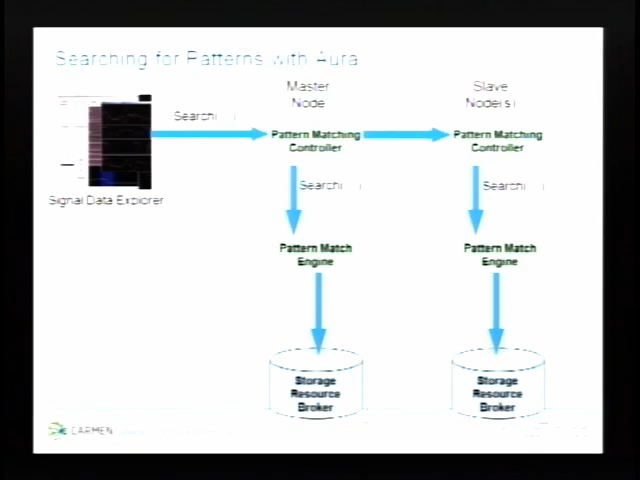 Searching for Patterns with Aura
Master
Node
Slave
Node(s)
Search( )
Pattern Matching
Controller
Pattern Matching
Controller
Signal Data Explorer
Search( )
Search( )
Pattern Match
Engine
Pattern Match
Engine
Storage
Resource
Broker
Storage
Resource
Broker
CARMEN